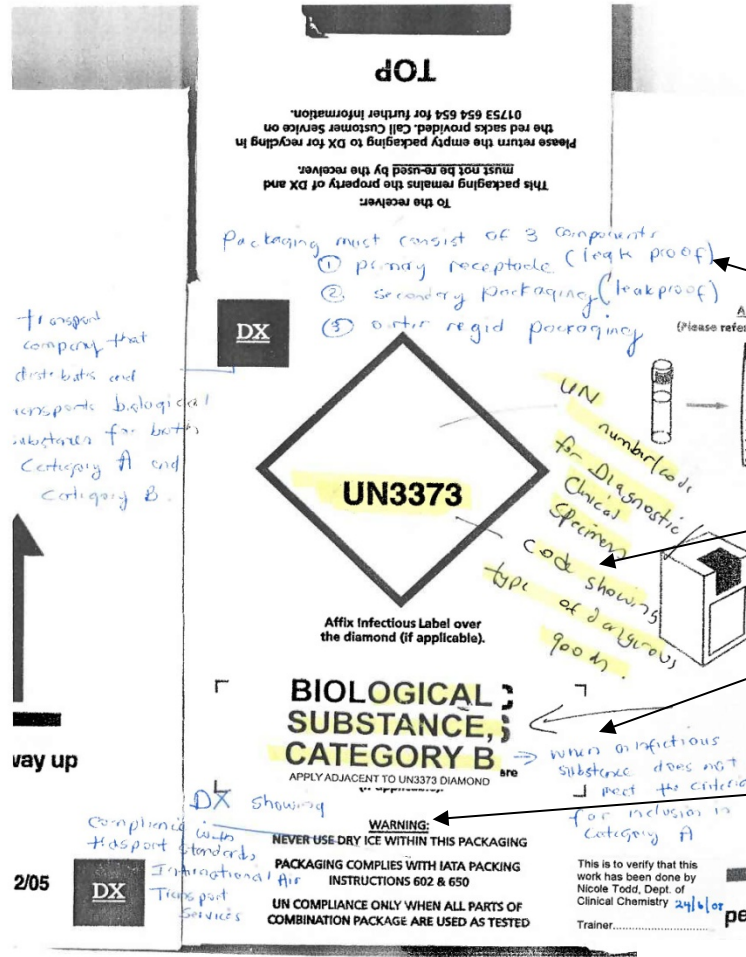 TOP
01753 654 654 for further information.
the red sacks provided. Call Customer Service on
Please return the empty packaging to DX for recycling in
must not be re-used by the receiver.
This packaging remains the property of DX and
To the receiver:
Packaging must consist of 3 components
① primary receptacle (leak proof)
② secondary packaging (leakproof)
③ outer regid packaging
(Please refer
DX
transport
company that
distributes and
transports biological
substances for both
Category A and
Category B.
UN
number/code
for Diagnostic
Clinical
Specimen
code showing
type of dangrous
goods.
UN3373
Affix Infectious Label over
the diamond (if applicable).
BIOLOGICAL
SUBSTANCE,
CATEGORY B
APPLY ADJACENT TO UN3373 DIAMOND
when an infectious
substance does not
meet the criteria
for inclusion in
Category A
way up
DX showing
compliance with
transport standards
International Air
Transport
Services
WARNING:
NEVER USE DRY ICE WITHIN THIS PACKAGING
PACKAGING COMPLIES WITH IATA PACKING
INSTRUCTIONS 602 & 650
UN COMPLIANCE ONLY WHEN ALL PARTS OF
COMBINATION PACKAGE ARE USED AS TESTED
2/05
DX
This is to verify that this
work has been done by
Nicole Todd, Dept. of
Clinical Chemistry
Trainer
pe